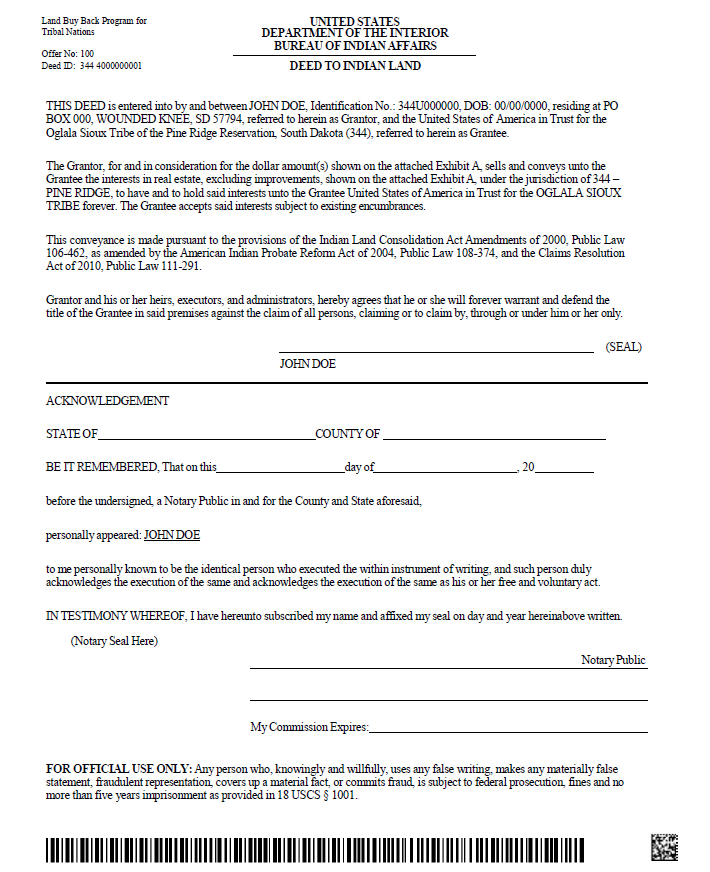 Land Buy Back Program for
Tribal Nations
Offer No: 100
Deed ID: 344 4000000001
UNITED STATES
DEPARTMENT OF THE INTERIOR
BUREAU OF INDIAN AFFAIRS
DEED TO INDIAN LAND
THIS DEED is entered into by and between JOHN DOE, Identification No.: 344U000000, DOB: 00/00/0000, residing at PO
BOX 000, WOUNDED KNEE, SD 57794, referred to herein as Grantor, and the United States of America in Trust for the
Oglala Sioux Tribe of the Pine Ridge Reservation, South Dakota (344), referred to herein as Grantee.
The Grantor, for and in consideration for the dollar amount(s) shown on the attached Exhibit A, sells and conveys unto the
Grantee the interests in real estate, excluding improvements, shown on the attached Exhibit A, under the jurisdiction of 344 –
PINE RIDGE, to have and to hold said interests unto the Grantee United States of America in Trust for the OGLALA SIOUX
TRIBE forever. The Grantee accepts said interests subject to existing encumbrances.
This conveyance is made pursuant to the provisions of the Indian Land Consolidation Act Amendments of 2000, Public Law
106-462, as amended by the American Indian Probate Reform Act of 2004, Public Law 108-374, and the Claims Resolution
Act of 2010, Public Law 111-291.
Grantor and his or her heirs, executors, and administrators, hereby agrees that he or she will forever warrant and defend the
title of the Grantee in said premises against the claim of all persons, claiming or to claim by, through or under him or her only.
(SEAL)
JOHN DOE
ACKNOWLEDGEMENT
STATE OF COUNTY OF
BE IT REMEMBERED, That on this day of , 20
before the undersigned, a Notary Public in and for the County and State aforesaid,
personally appeared: JOHN DOE
to me personally known to be the identical person who executed the within instrument of writing, and such person duly
acknowledges the execution of the same and acknowledges the execution of the same as his or her free and voluntary act.
IN TESTIMONY WHEREOF, I have hereunto subscribed my name and affixed my seal on day and year hereinabove written.
(Notary Seal Here)
Notary Public
My Commission Expires:
FOR OFFICIAL USE ONLY: Any person who, knowingly and willfully, uses any false writing, makes any materially false
statement, fraudulent representation, covers up a material fact, or commits fraud, is subject to federal prosecution, fines and no
more than five years imprisonment as provided in 18 USCS § 1001.